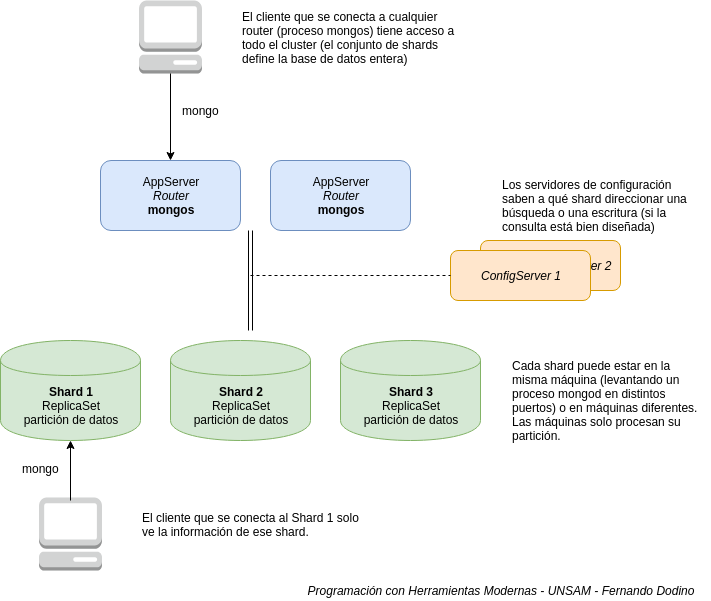 El cliente que se conecta a cualquier
router (proceso mongos) tiene acceso a
todo el cluster (el conjunto de shards
define la base de datos entera)
mongo
AppServer
Router
mongos
AppServer
Router
mongos
Los servidores de configuración
saben a qué shard direccionar una
búsqueda o una escritura (si la
consulta está bien diseñada)
er 2
ConfigServer 1
Shard 1
ReplicaSet
partición de datos
Shard 2
ReplicaSet
partición de datos
Shard 3
ReplicaSet
partición de datos
Cada shard puede estar en la
misma máquina (levantando un
proceso mongod en distintos
puertos) o en máquinas diferentes.
Las máquinas solo procesan su
partición.
mongo
El cliente que se conecta al Shard 1 solo
ve la información de ese shard.
Programación con Herramientas Modernas - UNSAM - Fernando Dodino